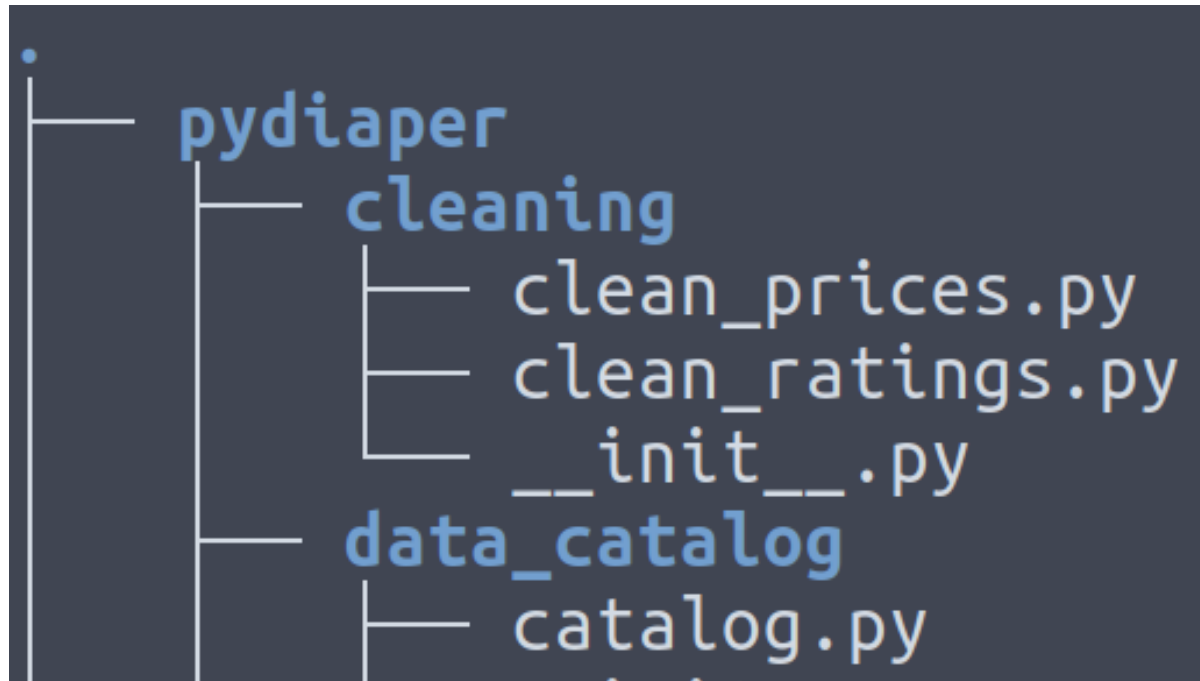 .
pydiaper
cleaning
clean_prices.py
clean_ratings.py
__init__.py
data_catalog
catalog.py